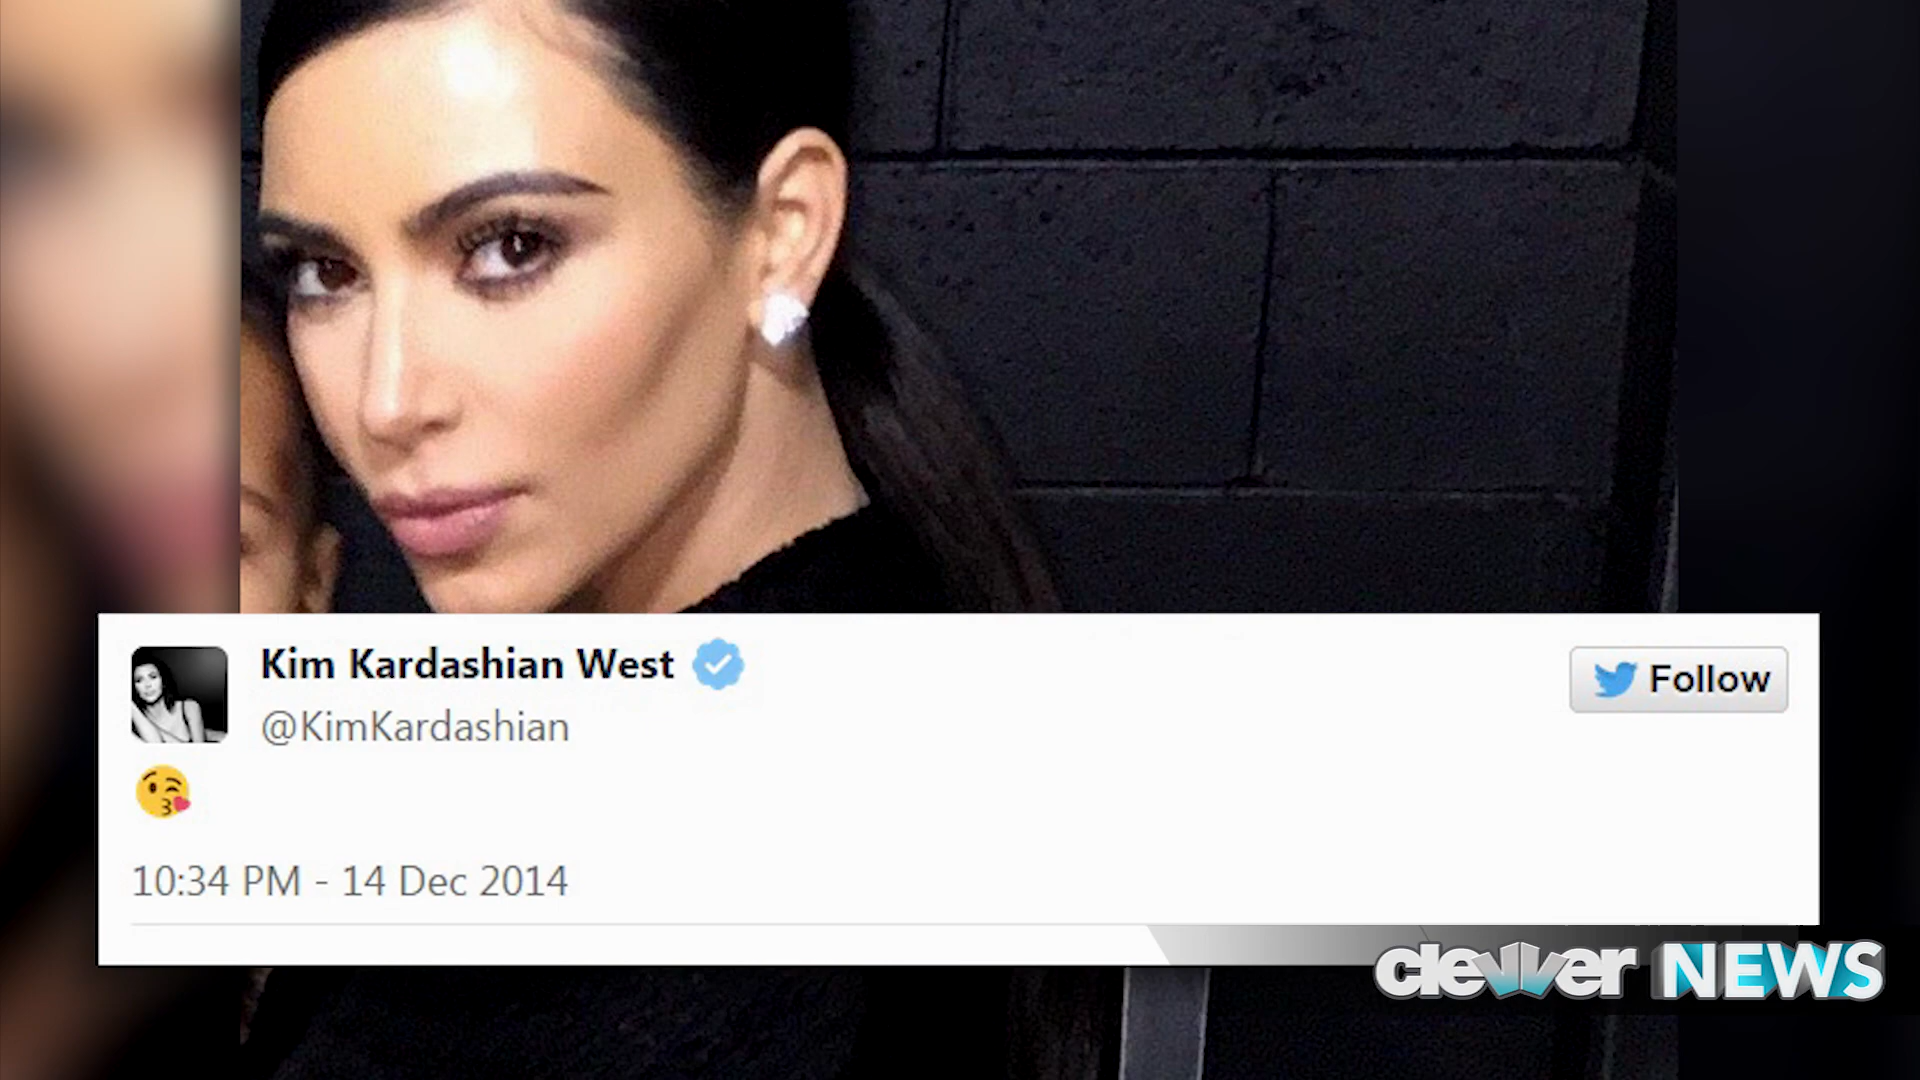 Kim Kardashian West
Follow
@KimKardashian
😘
10:34 PM - 14 Dec 2014
clevver NEWS